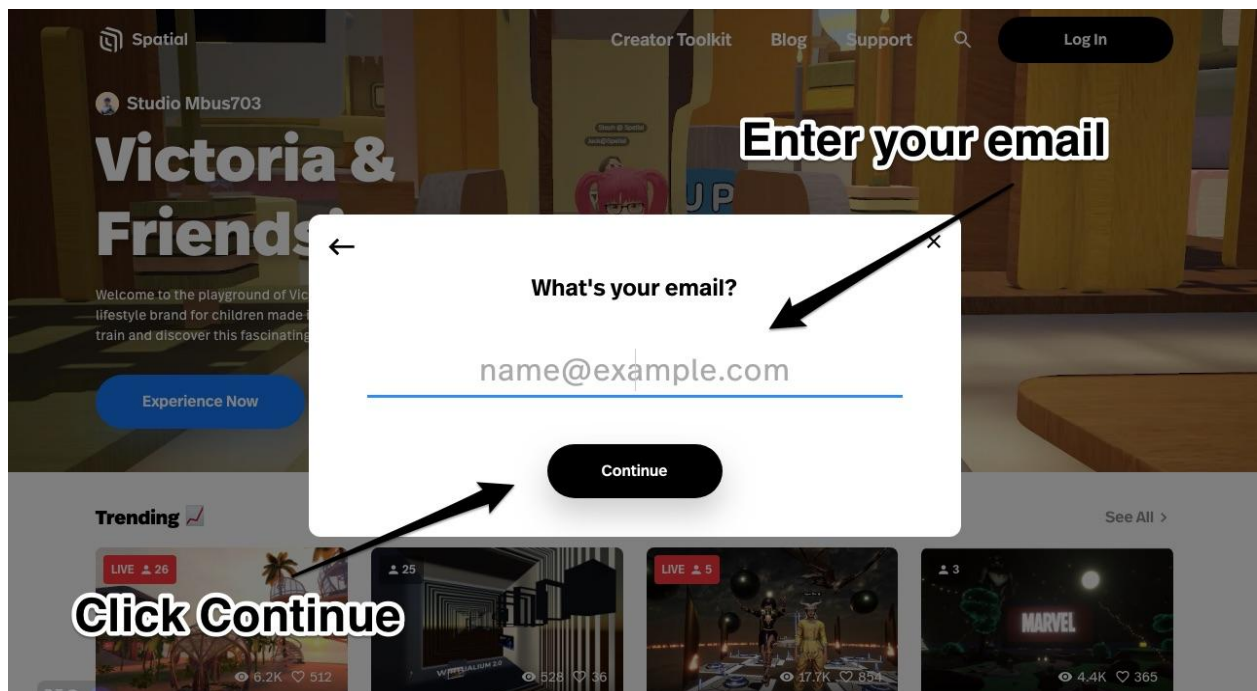 Spatial
Creator Toolkit
Blog
Support
Log In
Studio Mbus703
Enter your email
Victoria &
Friends
UP
What's your email?
Welcome to the playground of Vic
lifestyle brand for children made i
train and discover this fascinating
name@example.com
Experience Now
Continue
Trending
See All >
LIVE 26
25
LIVE 5
3
Click Continue
MARVEL
6.2K 512
528 36
17.7K 854
4.4K 365